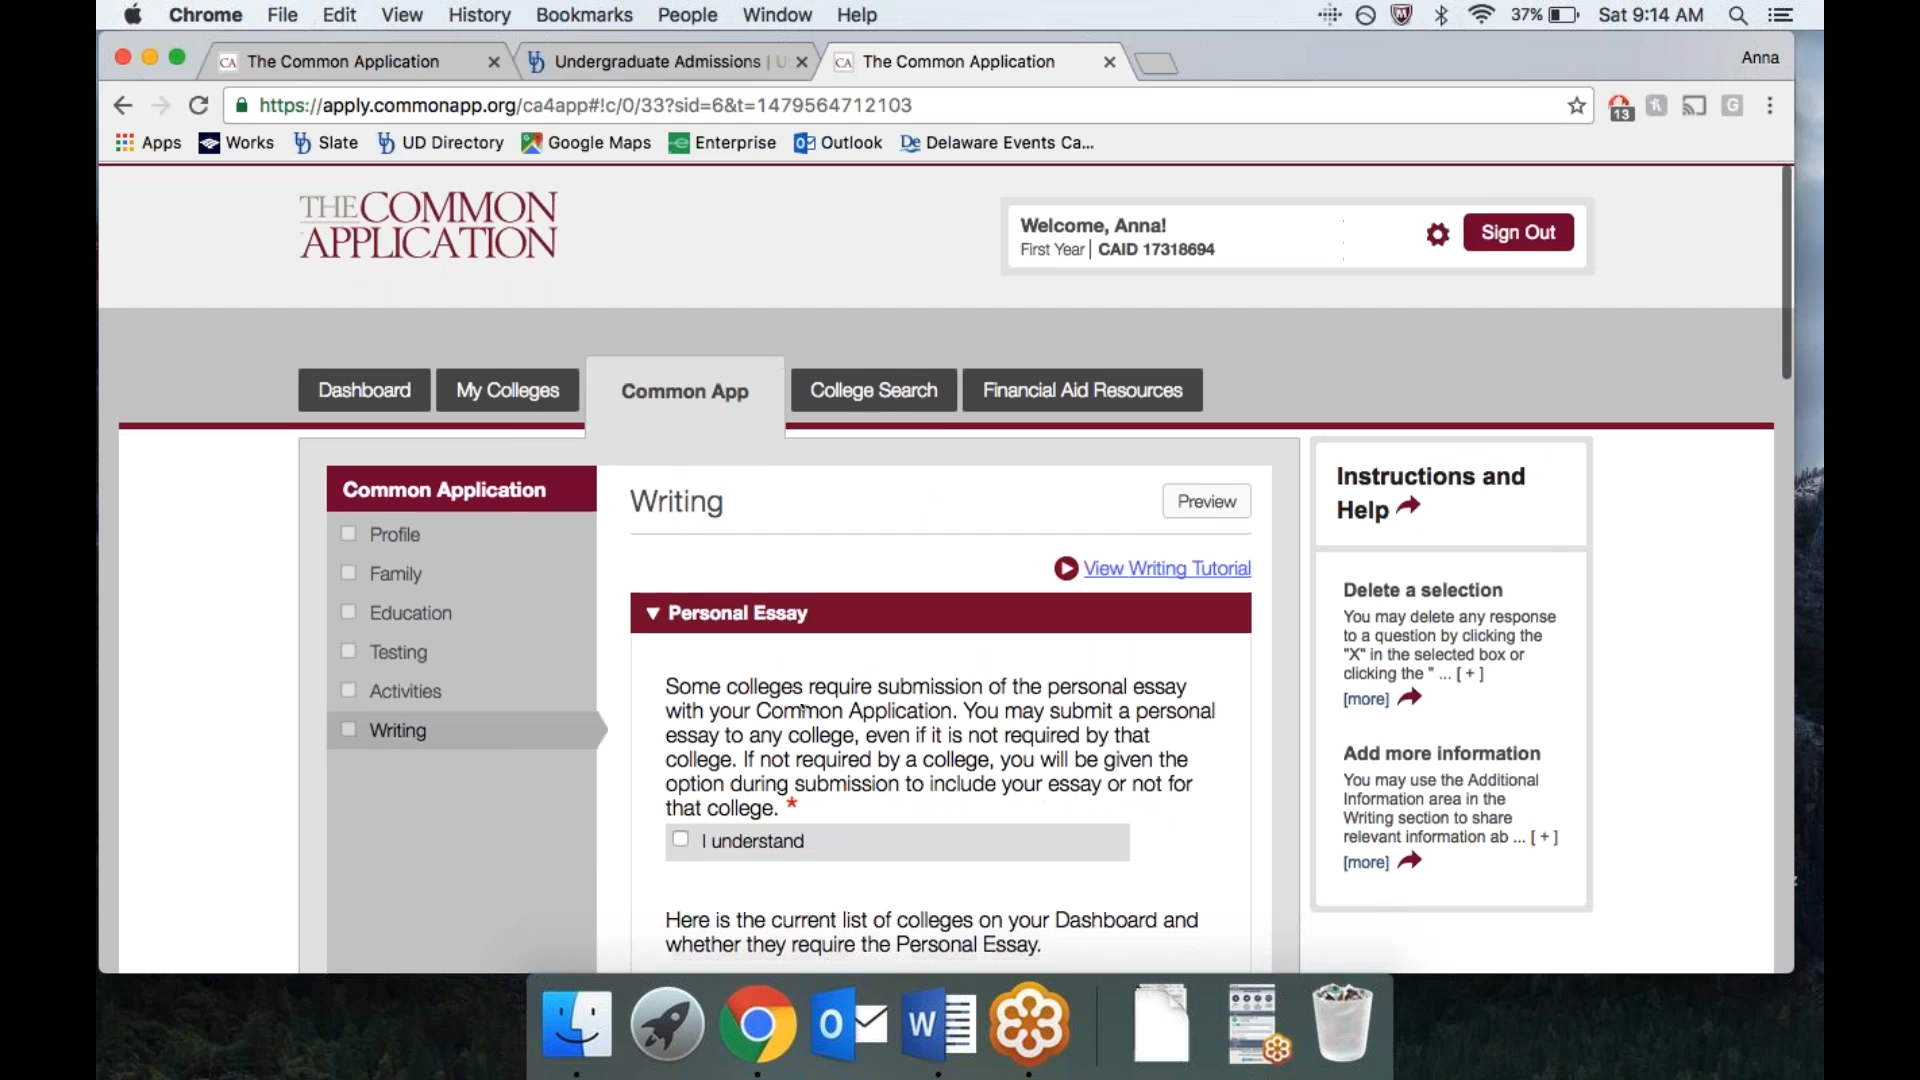 Chrome File Edit View History Bookmarks People Window Help 37% Sat 9:14 AM
CA The Common Application UD Undergraduate Admissions | U CA The Common Application Anna
https://apply.commonapp.org/ca4app#!c/0/33?sid=6&t=1479564712103 13 G
Apps Works UD Slate UD UD Directory Google Maps e Enterprise Outlook De Delaware Events Ca...
THE COMMON
APPLICATION
Welcome, Anna!
First Year | CAID 17318694
Sign Out
Dashboard My Colleges Common App College Search Financial Aid Resources
Common Application
Profile
Family
Education
Testing
Activities
Writing
Writing
Preview
View Writing Tutorial
Personal Essay
Some colleges require submission of the personal essay
with your Common Application. You may submit a personal
essay to any college, even if it is not required by that
college. If not required by a college, you will be given the
option during submission to include your essay or not for
that college. *
I understand
Here is the current list of colleges on your Dashboard and
whether they require the Personal Essay.
Instructions and
Help
Delete a selection
You may delete any response
to a question by clicking the
"X" in the selected box or
clicking the " ... [ + ]
[more]
Add more information
You may use the Additional
Information area in the
Writing section to share
relevant information ab ... [ + ]
[more]
O W